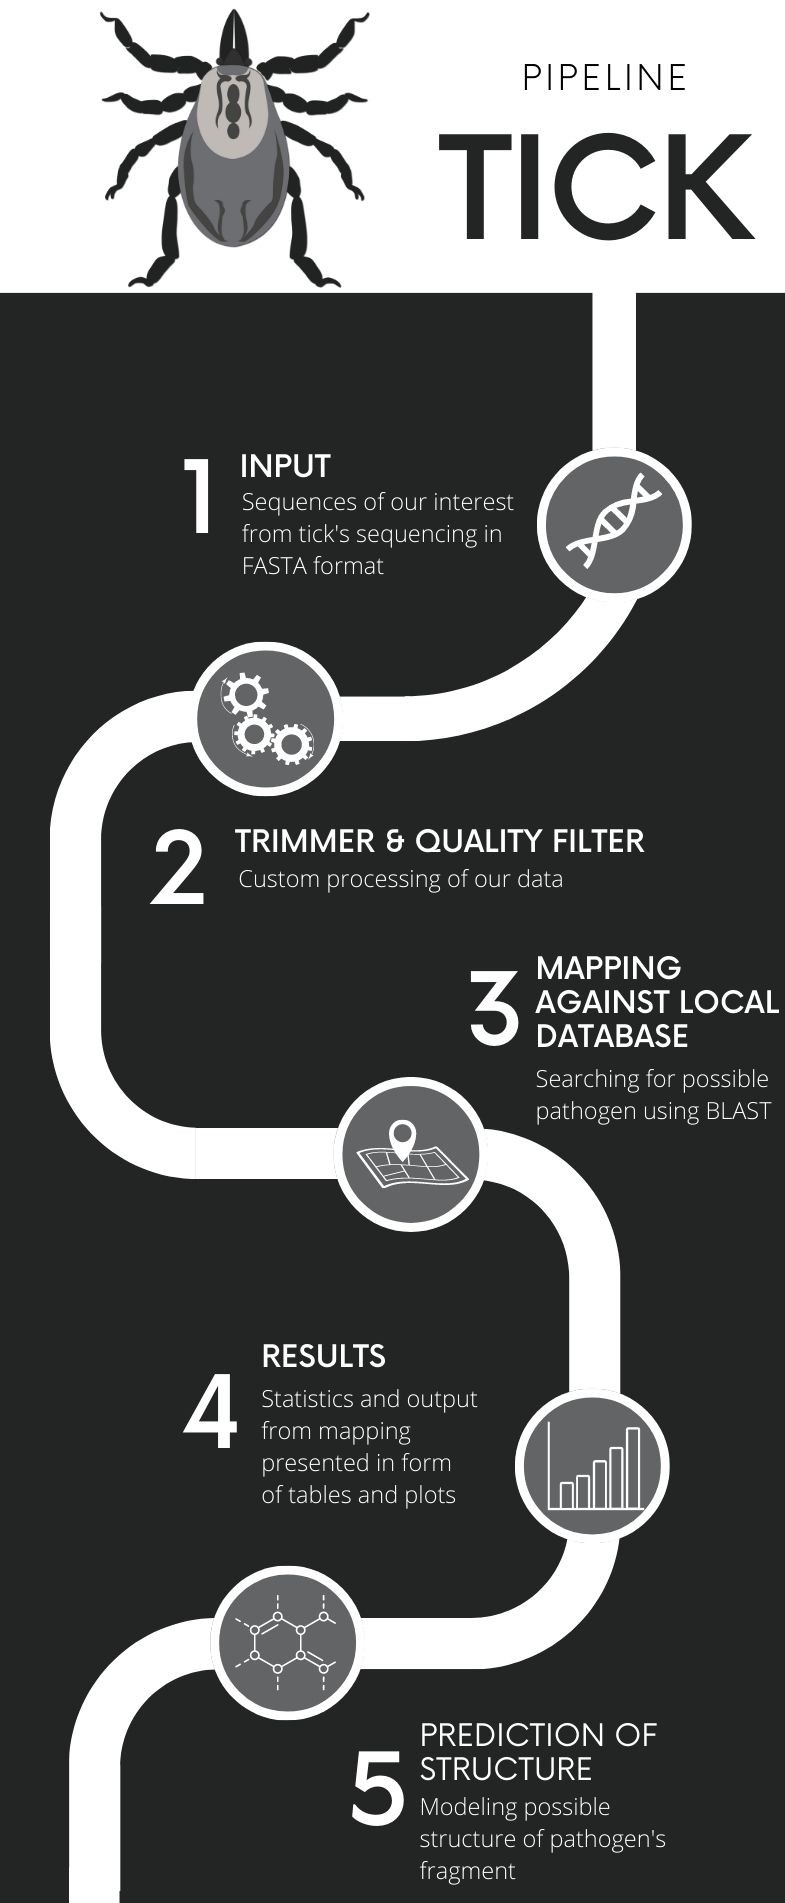 PIPELINE
TICK
1
INPUT
Sequences of our interest
from tick's sequencing in
FASTA format
2
TRIMMER & QUALITY FILTER
Custom processing of our data
3
MAPPING
AGAINST LOCAL
DATABASE
Searching for possible
pathogen using BLAST
4
RESULTS
Statistics and output
from mapping
presented in form
of tables and plots
5
PREDICTION OF
STRUCTURE
Modeling possible
structure of pathogen's
fragment